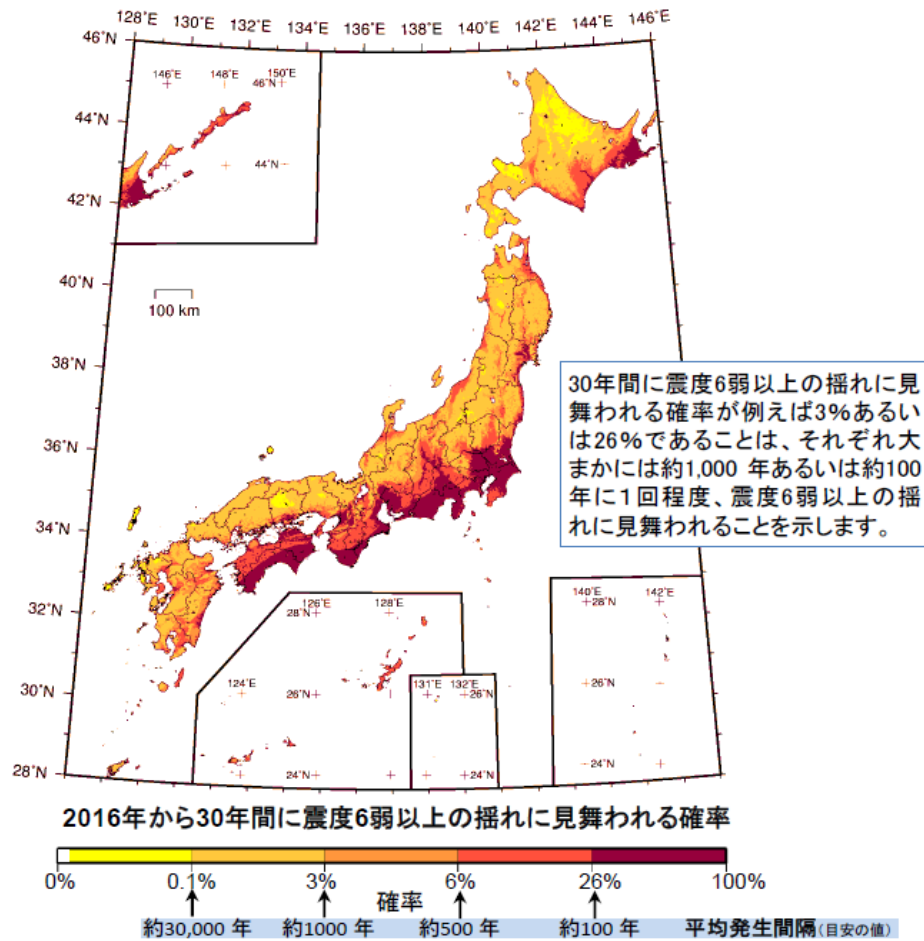 128°E 130°E 132°E 134°E 136°E 138°E 140°E 142°E 144°E 146°E
46°N
146°E 148°E 150°E
46°N
44°N
44°N
42°N
40°N
100 km
38°N
36°N
34°N
32°N
30°N
28°N
30年間に震度6弱以上の揺れに見
舞われる確率が例えば3%あるい
は26%であることは、それぞれ大
まかには約1,000 年あるいは約100
年に1回程度、震度6弱以上の揺
れに見舞われることを示します。
126°E 128°E
28°N
124°E
26°N
24°N
131°E 132°E
26°N
24°N
140°E 142°E
28°N
26°N
24°N
2016年から30年間に震度6弱以上の揺れに見舞われる確率
0% 0.1% 3% 6% 26% 100%
確率
約30,000 年 約1000 年 約500 年 約100 年 平均発生間隔(目安の値)